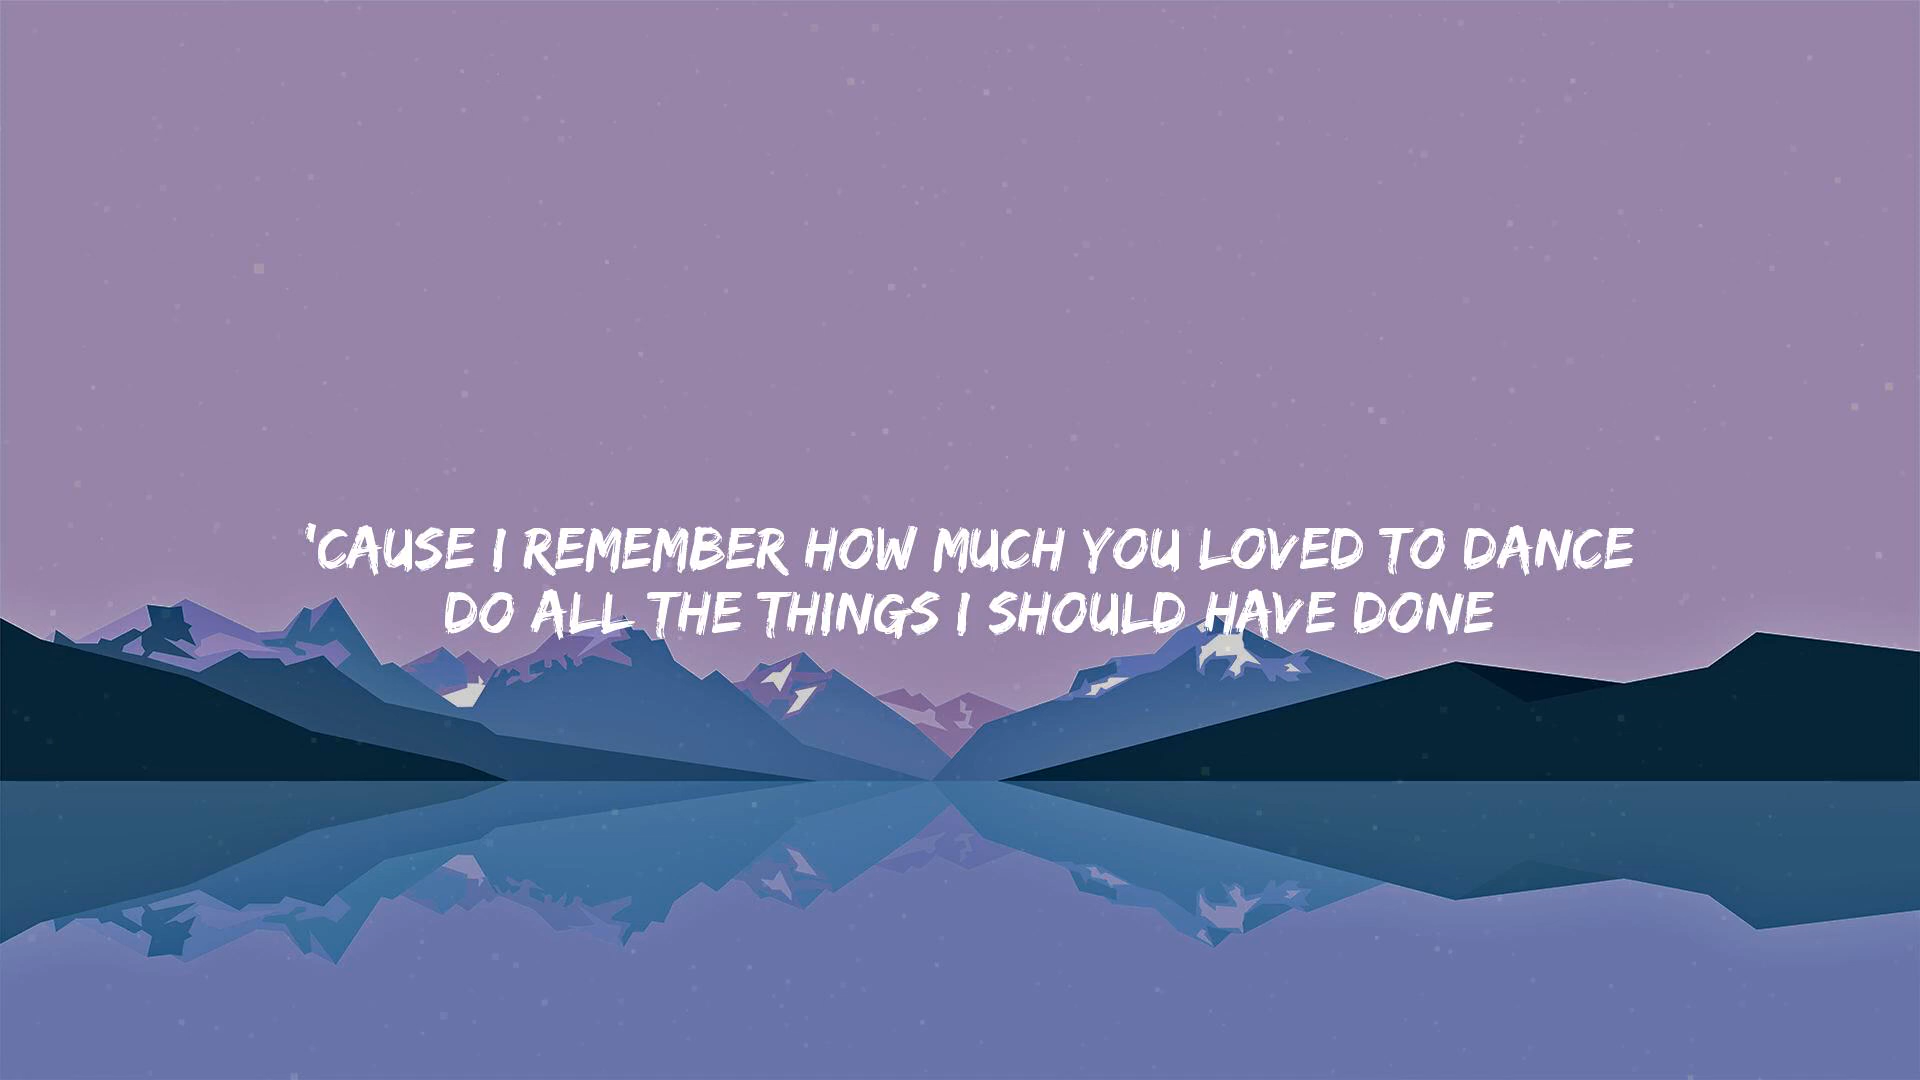 'CAUSE I REMEMBER HOW MUCH YOU LOVED TO DANCE
DO ALL THE THINGS I SHOULD HAVE DONE